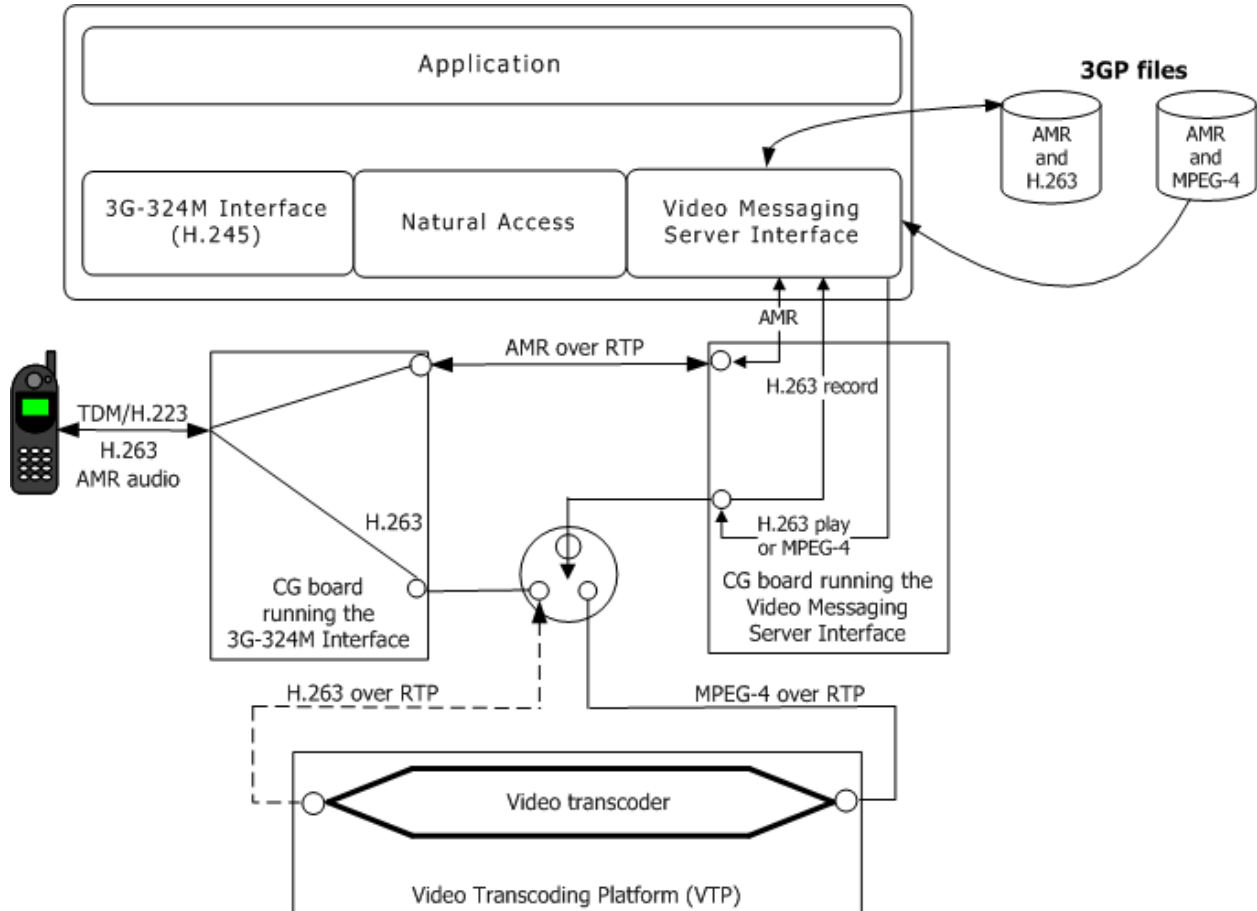 Application
3GP files
AMR
and
H.263
AMR
and
MPEG-4
3G-324M Interface
(H.245)
Natural Access
Video Messaging
Server Interface
AMR
AMR over RTP
H.263 record
TDM/H.223
H.263
AMR audio
H.263
H.263 play
or MPEG-4
CG board
running the
3G-324M Interface
CG board running the
Video Messaging
Server Interface
H.263 over RTP
MPEG-4 over RTP
Video transcoder
Video Transcoding Platform (VTP)